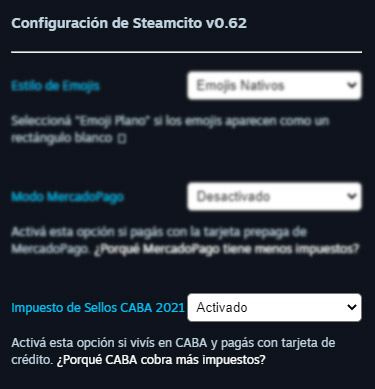 Configuración de Steamcito v0.62
Estilo de Emojis
Emojis Nativos
Seleccioná "Emoji Plano" si los emojis aparecen como un
rectángulo blanco
Modo MercadoPago
Desactivado
Activá esta opción si pagás con la tarjeta prepaga de
MercadoPago. ¿Porqué MercadoPago tiene menos impuestos?
Impuesto de Sellos CABA 2021
Activado
Activá esta opción si vivís en CABA y pagás con tarjeta de
crédito. ¿Porqué CABA cobra más impuestos?